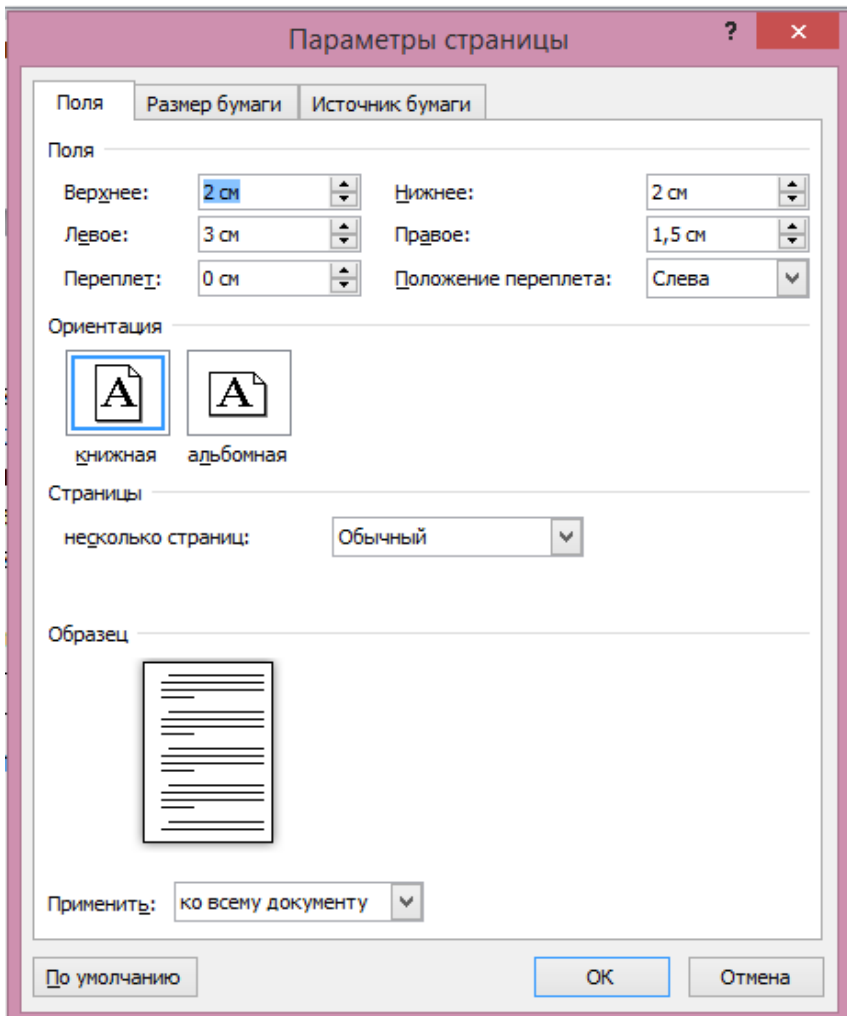 Параметры страницы ?
Поля Размер бумаги Источник бумаги
Поля
Верхнее: 2 см Нижнее: 2 см
Левое: 3 см Правое: 1,5 см
Переплет: 0 см Положение переплета: Слева
Ориентация
A A
книжная альбомная
Страницы
несколько страниц: Обычный
Образец
Применить: ко всему документу
По умолчанию ОК Отмена